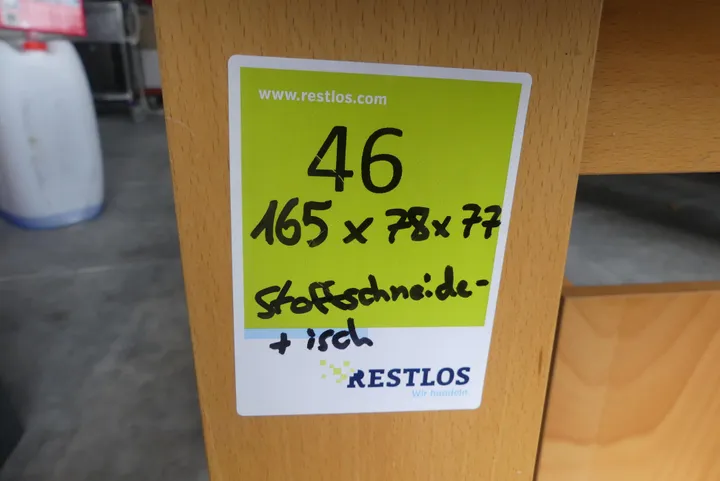 www.restlos.com
46
165 x 78 x 77
Stoffschneide-
tisch
RESTLOS
Wir handeln.